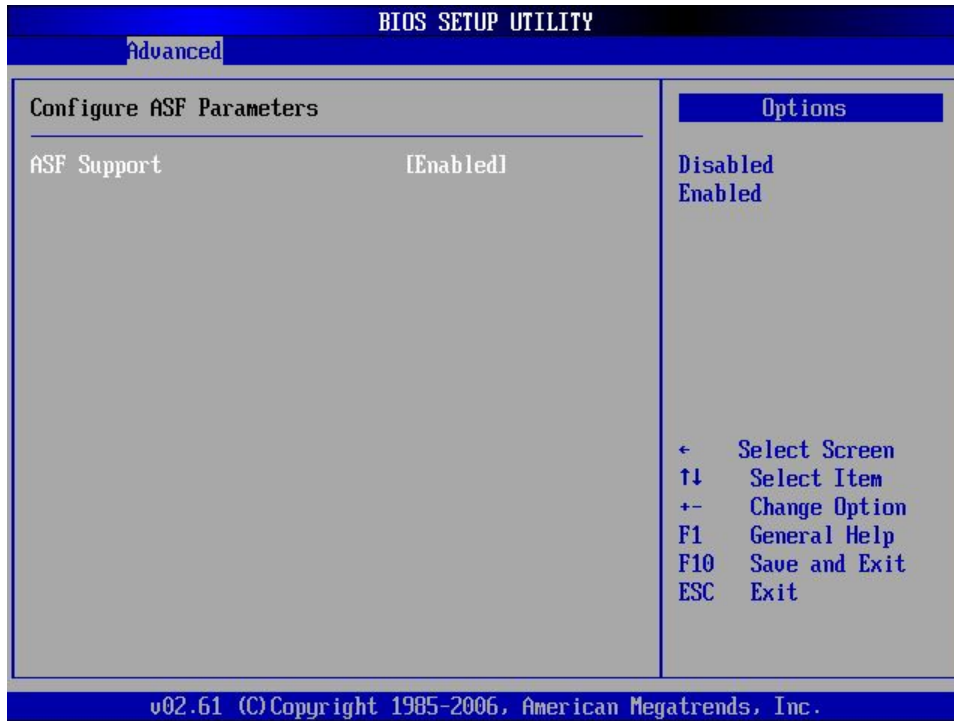 BIOS SETUP UTILITY
Advanced
Configure ASF Parameters
ASF Support [Enabled]
Options
Disabled
Enabled
← Select Screen
↑↓ Select Item
+- Change Option
F1 General Help
F10 Save and Exit
ESC Exit
v02.61 (C)Copyright 1985-2006, American Megatrends, Inc.